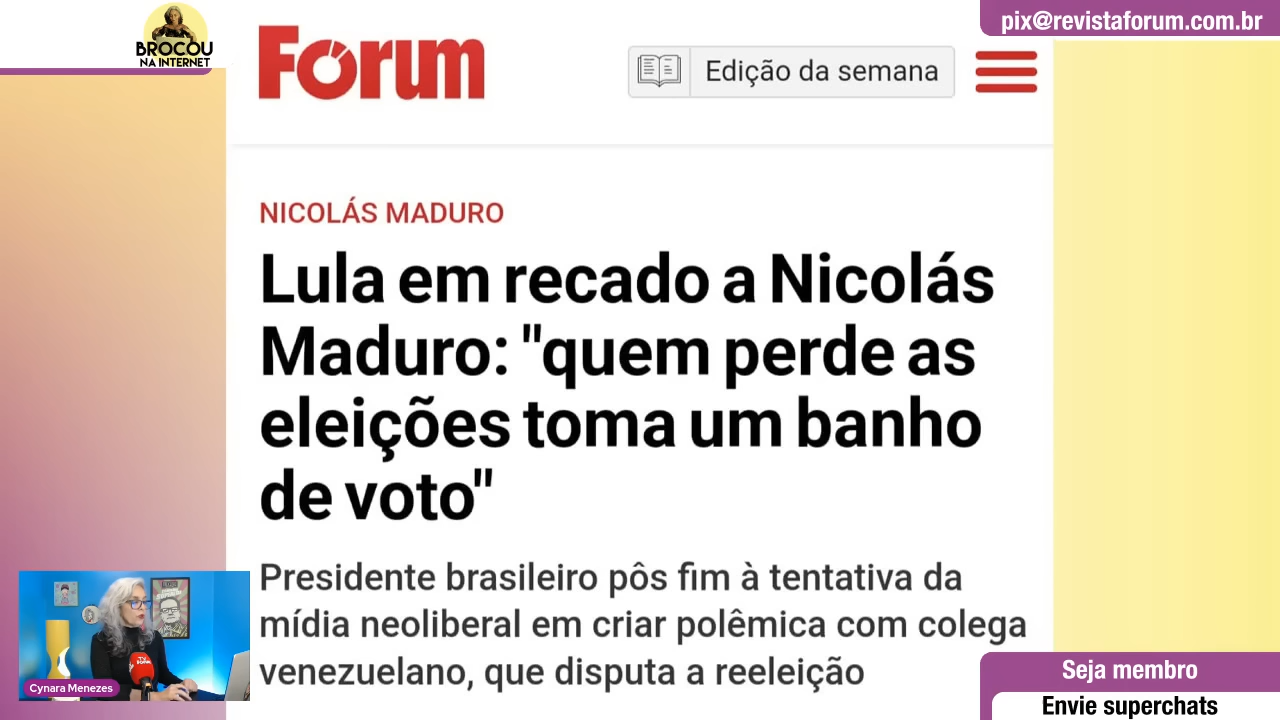 BROCOU
NA INTERNET
Fórum
Edição da semana
pix@revistaforum.com.br
NICOLÁS MADURO
Lula em recado a Nicolás
Maduro: "quem perde as
eleições toma um banho
de voto"
Presidente brasileiro pôs fim à tentativa da
mídia neoliberal em criar polêmica com colega
venezuelano, que disputa a reeleição
Cynara Menezes
Seja membro
Envie superchats